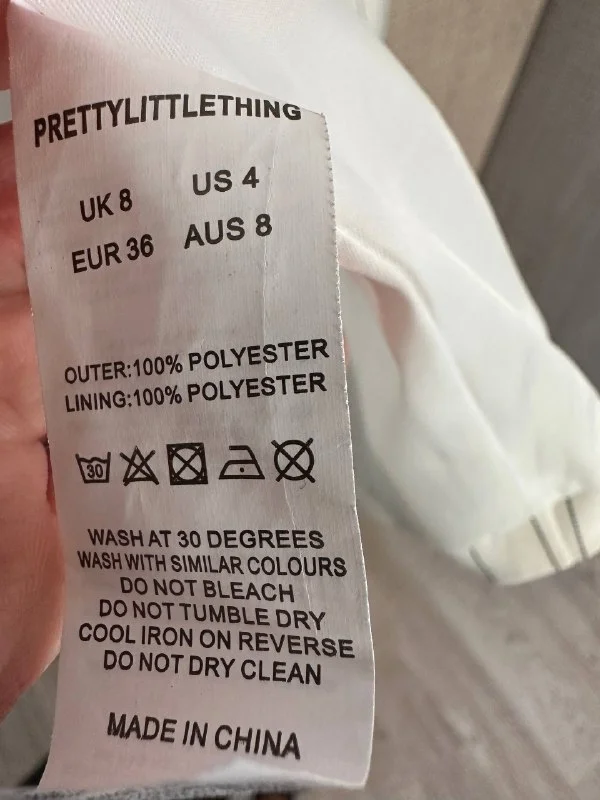 PRETTYLITTLETHING
UK 8 US 4
EUR 36 AUS 8
OUTER:100% POLYESTER
LINING:100% POLYESTER
30
WASH AT 30 DEGREES
WASH WITH SIMILAR COLOURS
DO NOT BLEACH
DO NOT TUMBLE DRY
COOL IRON ON REVERSE
DO NOT DRY CLEAN
MADE IN CHINA